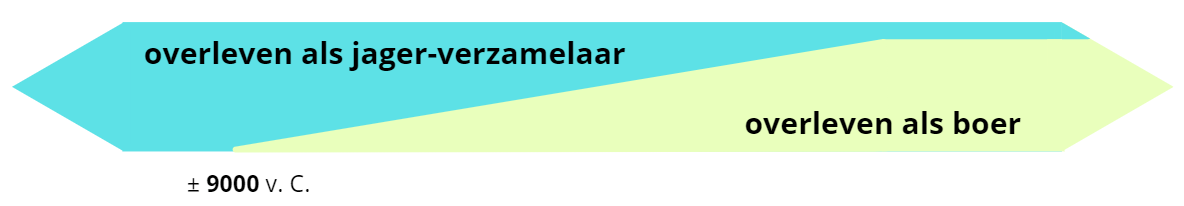 overleven als jager-verzamelaar
overleven als boer
± 9000 v. C.